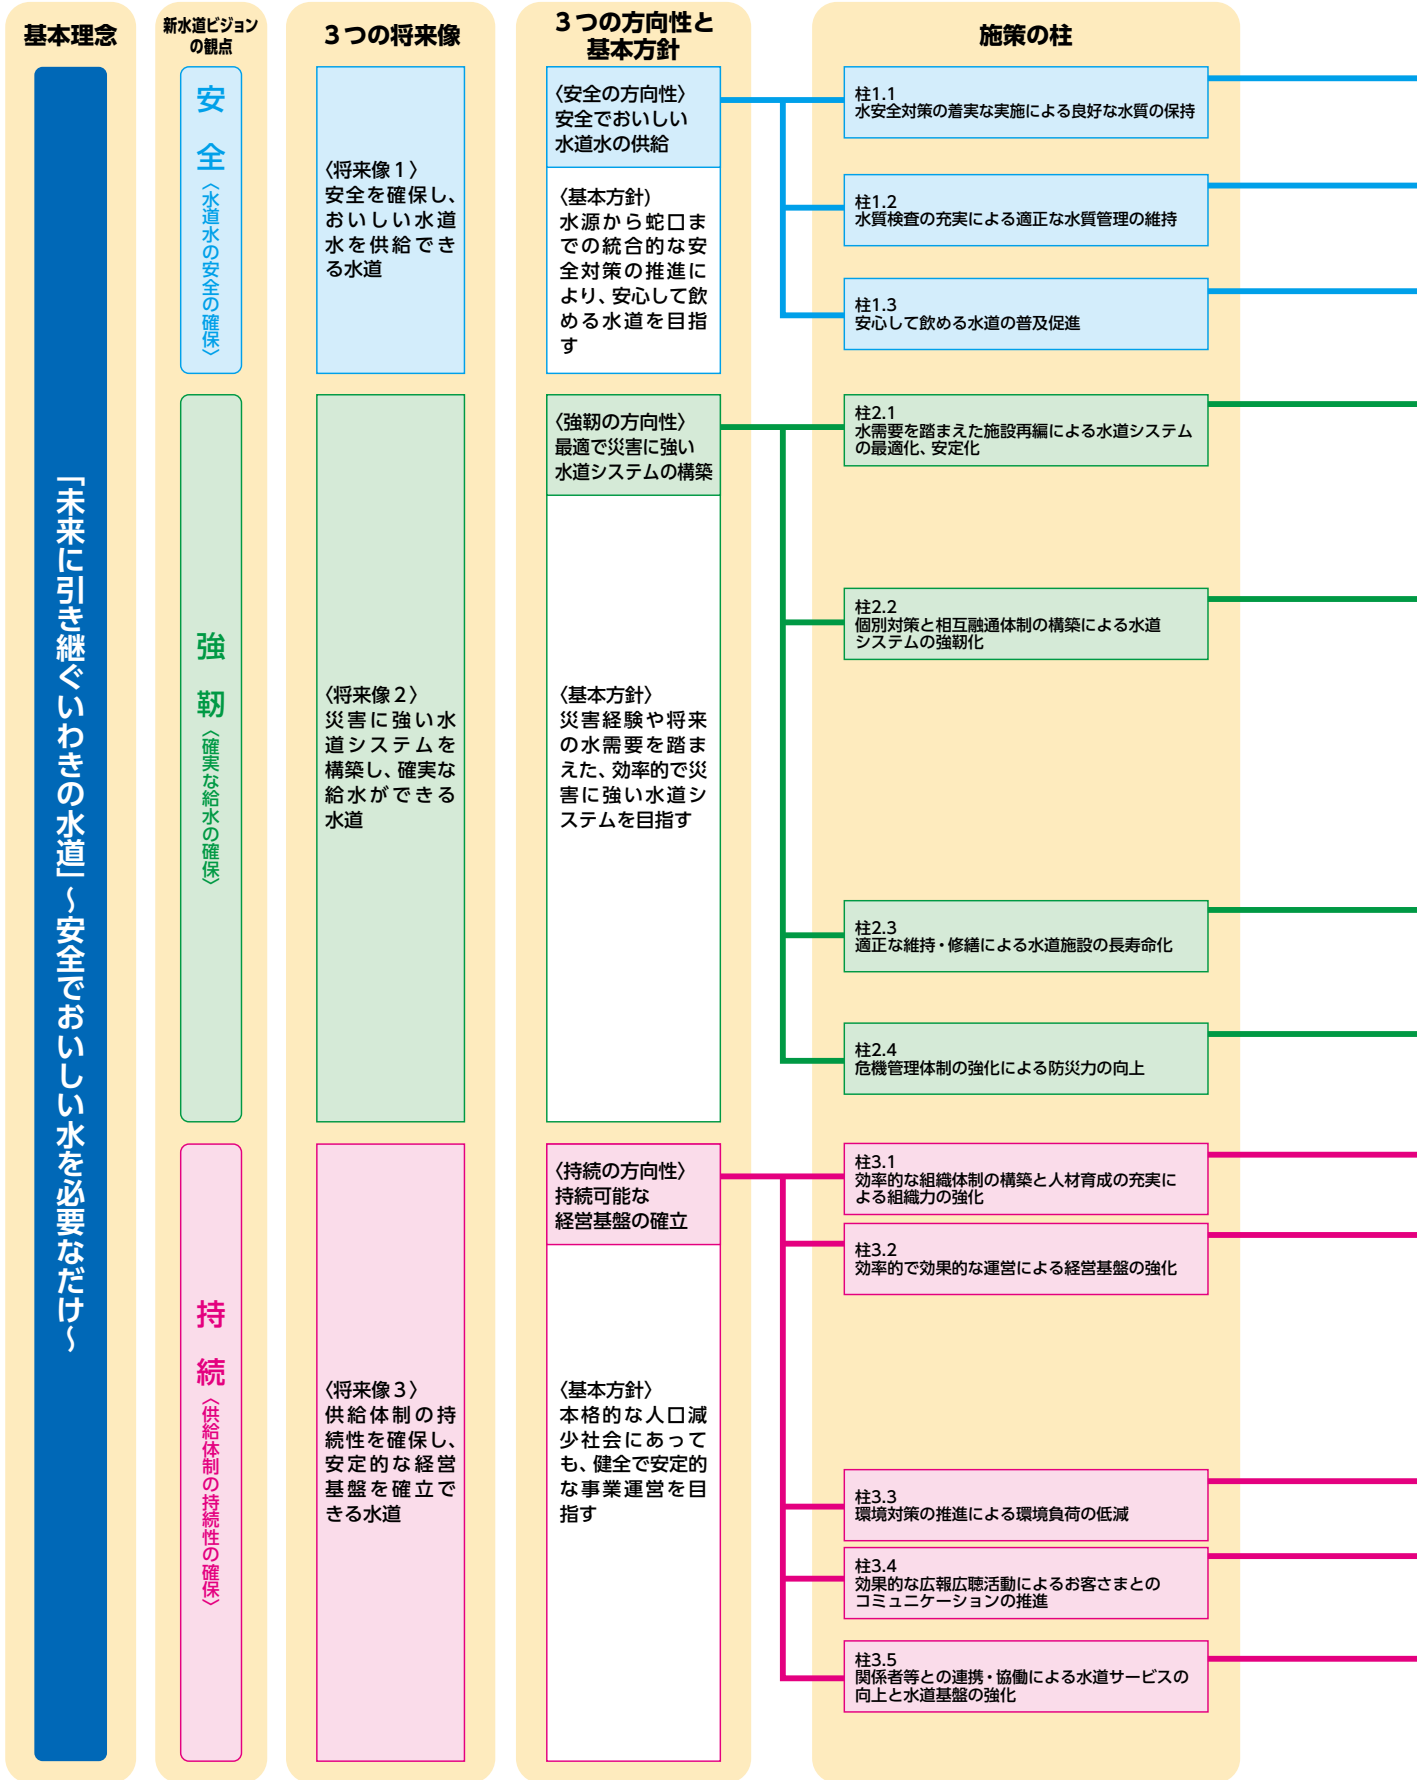 基本理念
「未来に引き継ぐいわきの水道」～安全でおいしい水を必要なだけ～
新水道ビジョン
の観点
安全
〈水道水の安全の確保〉
強靭
〈確実な給水の確保〉
持続
〈供給体制の持続性の確保〉
３つの将来像
〈将来像１〉
安全を確保し、
おいしい水道
水を供給でき
る水道
〈将来像２〉
災害に強い水
道システムを
構築し、確実な
給水ができる
水道
〈将来像３〉
供給体制の持
続性を確保し、
安定的な経営
基盤を確立で
きる水道
３つの方向性と
基本方針
〈安全の方向性〉
安全でおいしい
水道水の供給
〈基本方針)
水源から蛇口ま
での統合的な安
全対策の推進に
より、安心して飲
める水道を目指
す
〈強靭の方向性〉
最適で災害に強い
水道システムの構築
〈基本方針〉
災害経験や将来
の水需要を踏ま
えた、効率的で災
害に強い水道シ
ステムを目指す
〈持続の方向性〉
持続可能な
経営基盤の確立
〈基本方針〉
本格的な人口減
少社会にあって
も、健全で安定的
な事業運営を目
指す
施策の柱
柱1.1
水安全対策の着実な実施による良好な水質の保持
柱1.2
水質検査の充実による適正な水質管理の維持
柱1.3
安心して飲める水道の普及促進
柱2.1
水需要を踏まえた施設再編による水道システム
の最適化、安定化
柱2.2
個別対策と相互融通体制の構築による水道
システムの強靭化
柱2.3
適正な維持・修繕による水道施設の長寿命化
柱2.4
危機管理体制の強化による防災力の向上
柱3.1
効率的な組織体制の構築と人材育成の充実に
よる組織力の強化
柱3.2
効率的で効果的な運営による経営基盤の強化
柱3.3
環境対策の推進による環境負荷の低減
柱3.4
効果的な広報広聴活動によるお客さまとの
コミュニケーションの推進
柱3.5
関係者等との連携・協働による水道サービスの
向上と水道基盤の強化